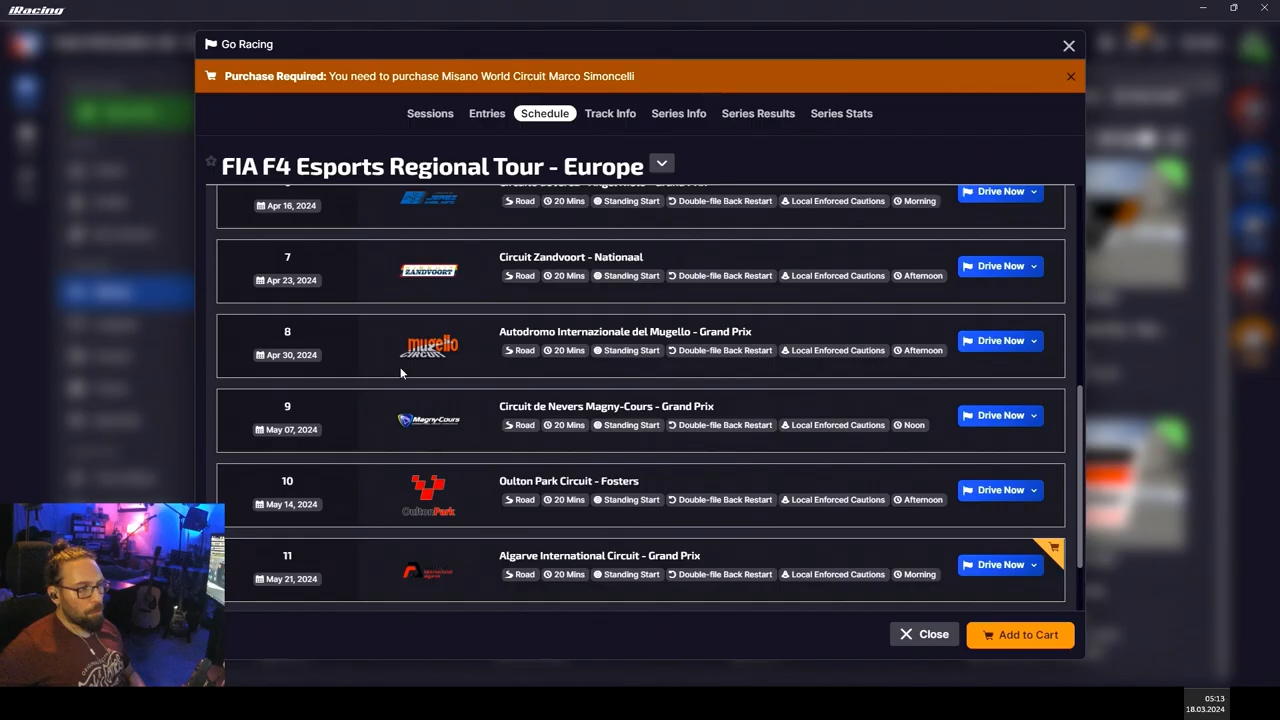 iRacing
Go Racing
Purchase Required: You need to purchase Misano World Circuit Marco Simoncelli
Sessions Entries Schedule Track Info Series Info Series Results Series Stats
FIA F4 Esports Regional Tour - Europe
Apr 16, 2024 JEREZ Road 20 Mins Standing Start Double-file Back Restart Local Enforced Cautions Morning Drive Now
7 Circuit Zandvoort - Nationaal
Apr 23, 2024 ZANDVOORT Road 20 Mins Standing Start Double-file Back Restart Local Enforced Cautions Afternoon Drive Now
8 Autodromo Internazionale del Mugello - Grand Prix
Apr 30, 2024 mugello CIRCUIT Road 20 Mins Standing Start Double-file Back Restart Local Enforced Cautions Afternoon Drive Now
9 Circuit de Nevers Magny-Cours - Grand Prix
May 07, 2024 Magny-Cours Road 20 Mins Standing Start Double-file Back Restart Local Enforced Cautions Noon Drive Now
10 Oulton Park Circuit - Fosters
May 14, 2024 OultonPark Road 20 Mins Standing Start Double-file Back Restart Local Enforced Cautions Afternoon Drive Now
11 Algarve International Circuit - Grand Prix
May 21, 2024 Road 20 Mins Standing Start Double-file Back Restart Local Enforced Cautions Morning Drive Now
Close Add to Cart
05:13
18.03.2024